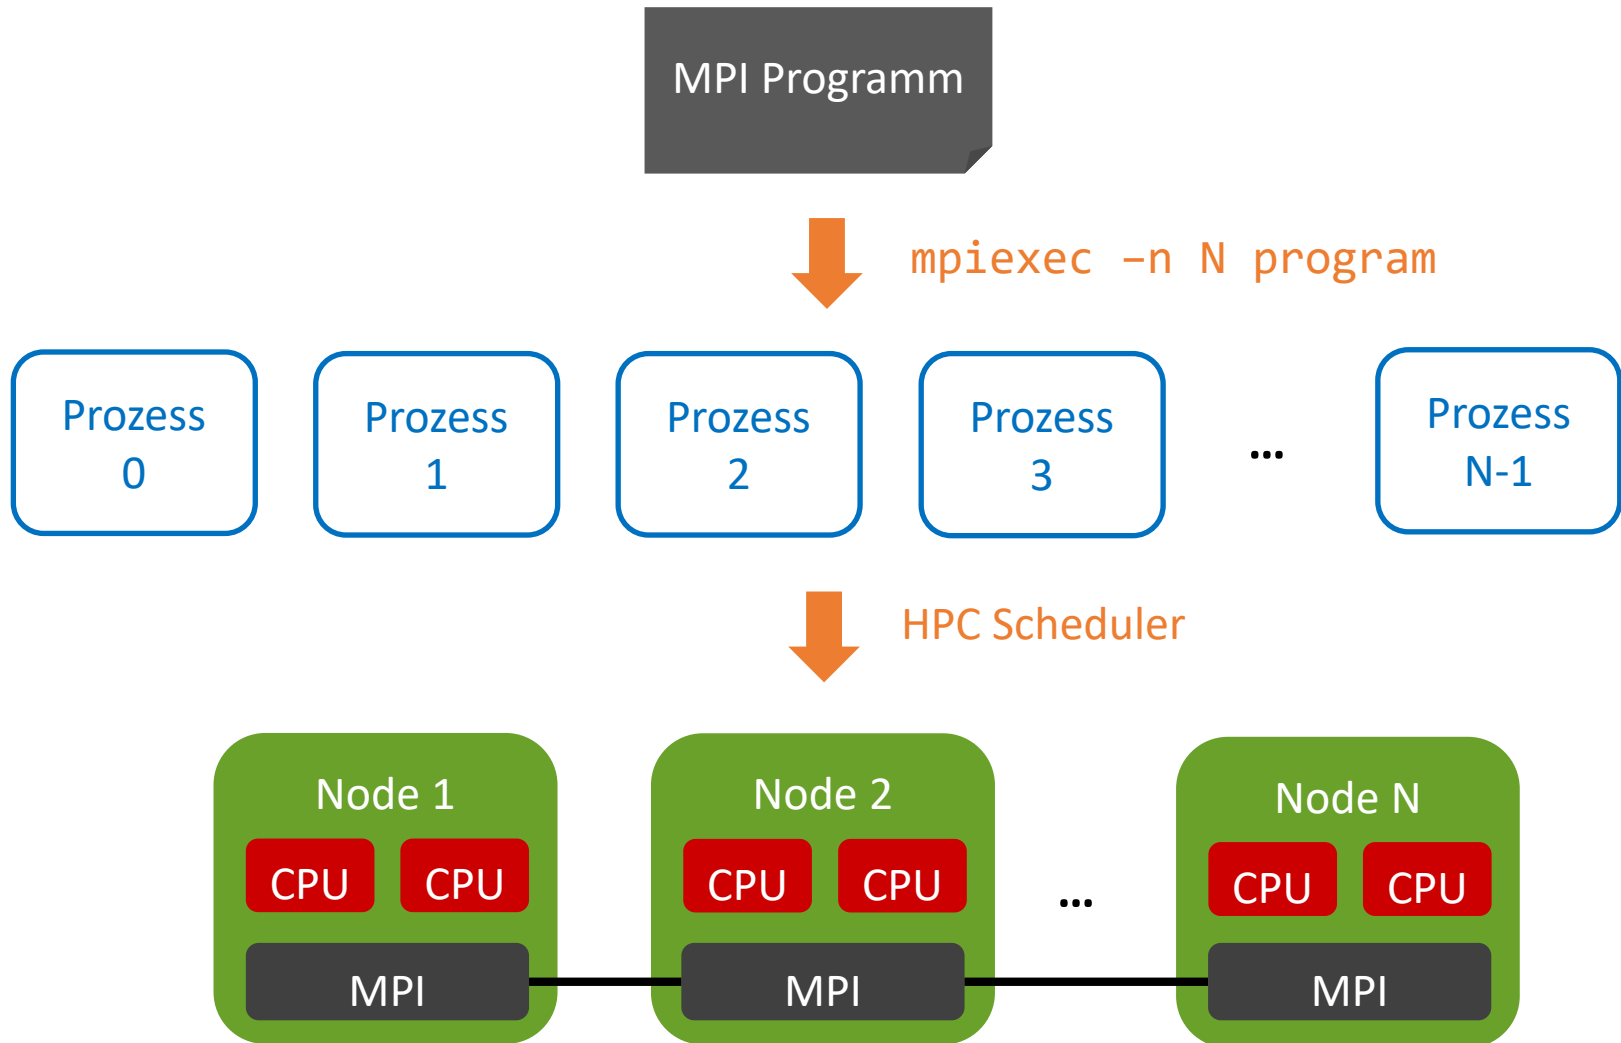 MPI Programm
mpiexec –n N program
Prozess
0
Prozess
1
Prozess
2
Prozess
3
...
Prozess
N-1
HPC Scheduler
Node 1
CPU CPU
MPI
Node 2
CPU CPU
MPI
...
Node N
CPU CPU
MPI